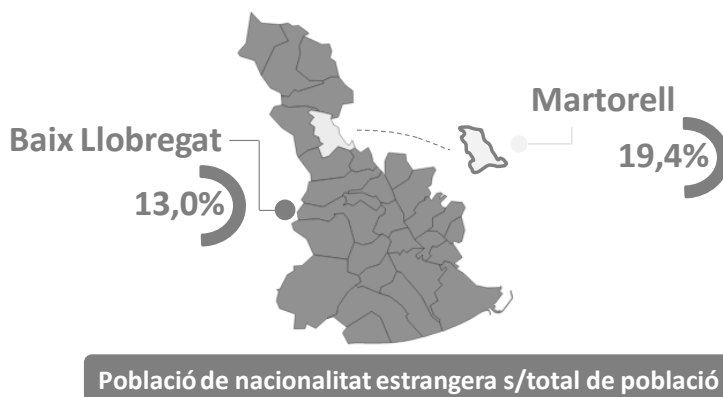 Martorell
19,4%
Baix Llobregat
13,0%
Població de nacionalitat estrangera s/total de població